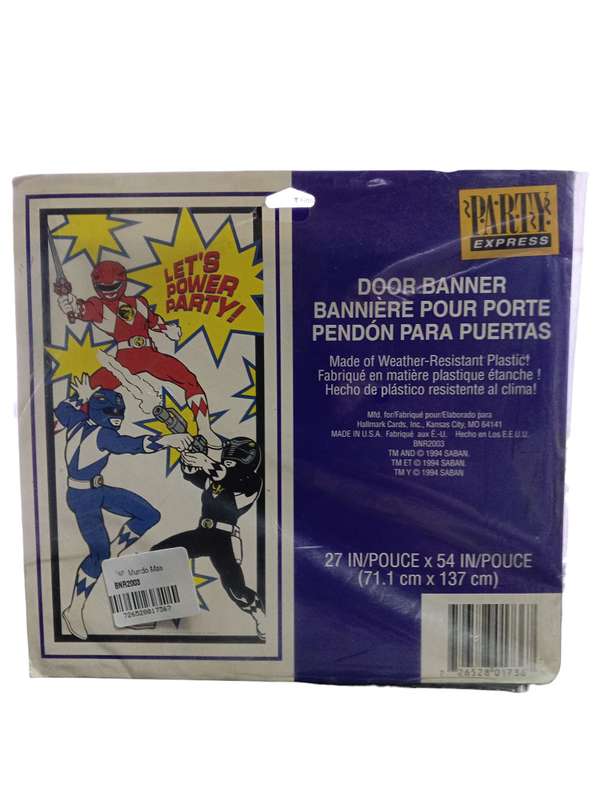 LET'S
POWER
PARTY!
Mundo Max
BNR2003
726528017367
PARTY
EXPRESS
DOOR BANNER
BANNIÈRE POUR PORTE
PENDÓN PARA PUERTAS
Made of Weather-Resistant Plastic!
Fabriqué en matière plastique étanche !
Hecho de plástico resistente al clima!
Mfd. for/Fabriqué pour/Elaborado para
Hallmark Cards, Inc., Kansas City, MO 64141
MADE IN U.S.A. Fabriqué aux É.-U. Hecho en Los E.E.U.U.
BNR2003
TM AND © 1994 SABAN.
TM ET © 1994 SABAN.
TM Y © 1994 SABAN
27 IN/POUCE x 54 IN/POUCE
(71.1 cm x 137 cm)
7 26528 01736